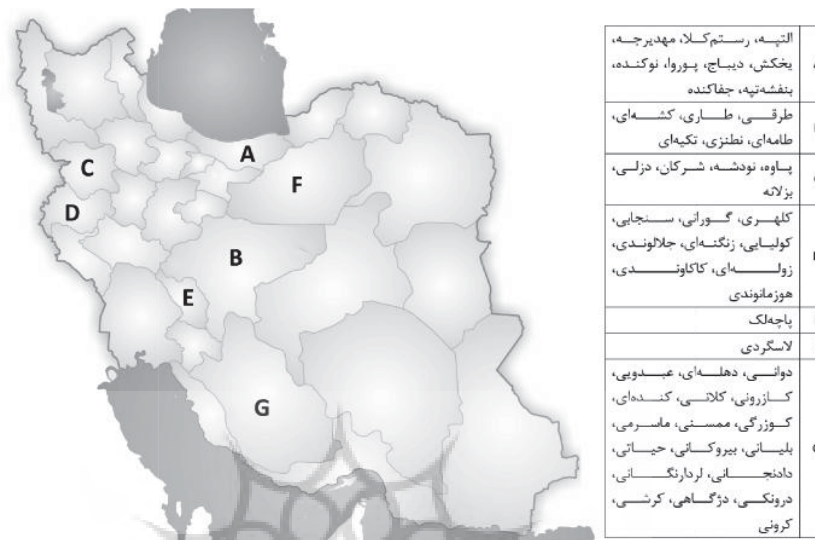 A
C
F
D
B
E
G
التپه، رستم‌کلا، مهدیرجه،
یخکش، دیباج، پوروا، نوکنده،
بنفشه‌تپه، جفاکنده
طرقی، طاری، کشه‌ای،
طامه‌ای، نطنزی، تکیه‌ای
پاوه، نودشه، شرکان، دزلی،
بزلانه
کلهری، گورانی، سنجابی،
کولیایی، زنگنه‌ای، جلالوندی،
زوله‌ای، کاکاوندی،
هوزمانوندی
پاچه‌لک
لاسگردی
دوانی، دهله‌ای، عبدویی،
کازرونی، کلانی، کنده‌ای،
کوزرگی، ممسنی، ماسرمی،
بلیانی، بیروکانی، حیاتی،
دادنجانی، لردارنگانی،
درونکی، دژگاهی، کرشی،
کرونی